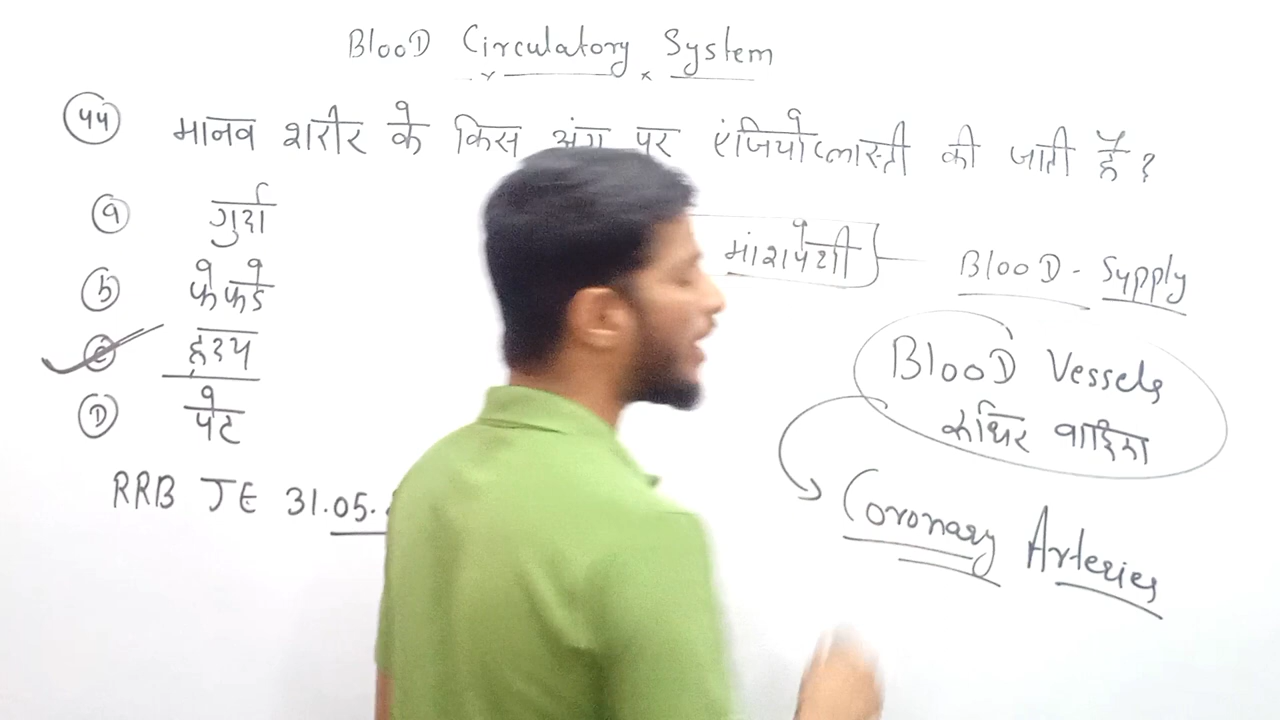 BlooD Circulatory System
44 मानव शरीर के किस अंग पर एंजियोप्लास्टी की जाती है ?
a गुर्दा
b फेफड़े
c हृदय
D पेट
मांशपेशी
BlooD - Supply
BlooD Vessels
रूधिर वाहिका
Coronary Arteries
RRB JE 31.05.